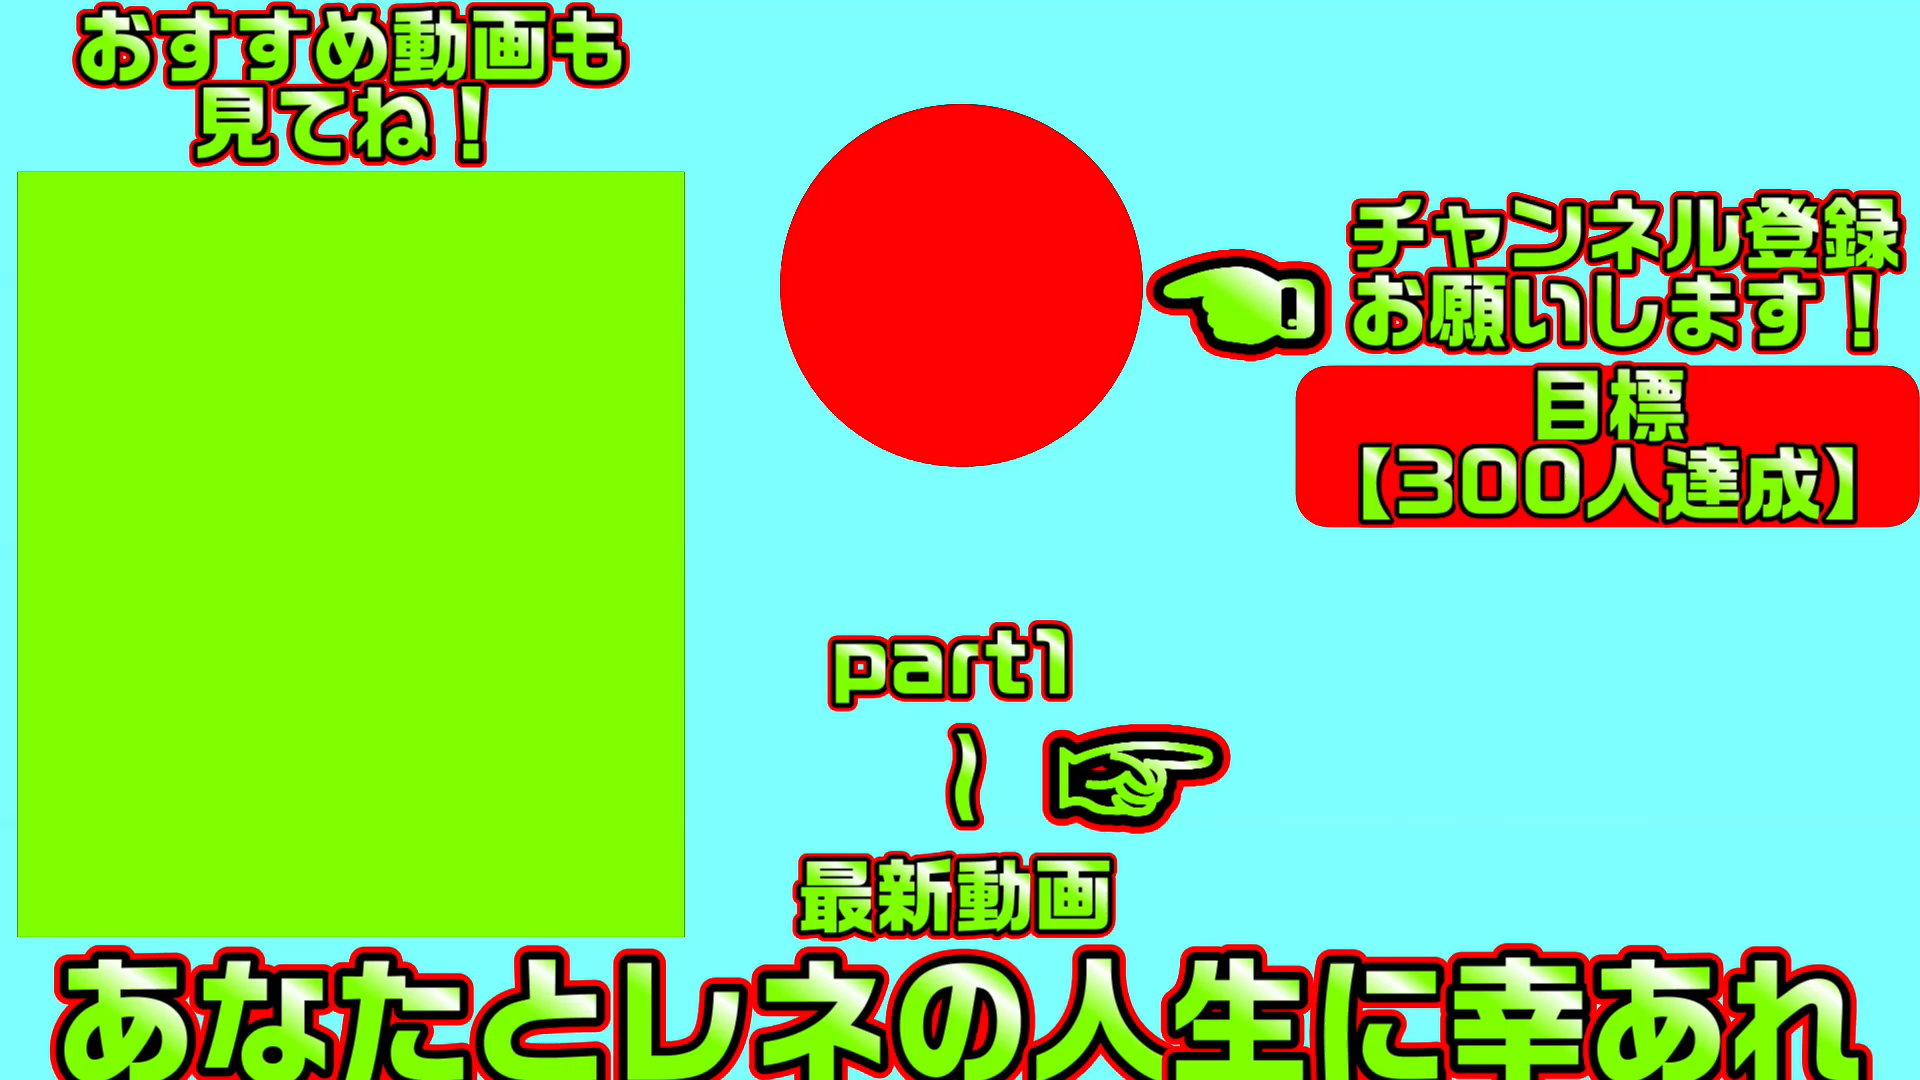 おすすめ動画も
見てね！
チャンネル登録
お願いします！
目標
【300人達成】
part1
～
最新動画
あなたとレネの人生に幸あれ